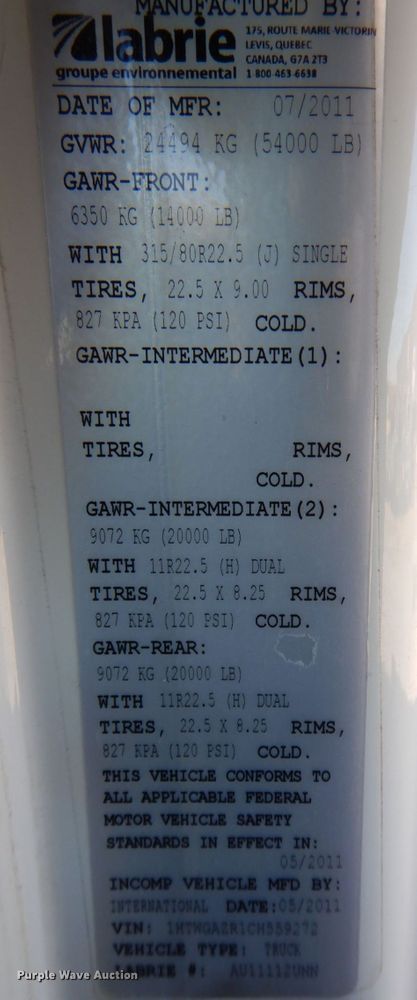 MANUFACTURED BY:
labrie
groupe environnemental
175, ROUTE MARIE-VICTORIN
LEVIS, QUEBEC
CANADA, G7A 2T3
1 800-463-6638
DATE OF MFR: 07/2011
GVWR: 24494 KG (54000 LB)
GAWR-FRONT:
6350 KG (14000 LB)
WITH 315/80R22.5 (J) SINGLE
TIRES, 22.5 X 9.00 RIMS,
827 KPA (120 PSI) COLD.
GAWR-INTERMEDIATE(1):
WITH
TIRES, RIMS,
COLD.
GAWR-INTERMEDIATE(2):
9072 KG (20000 LB)
WITH 11R22.5 (H) DUAL
TIRES, 22.5 X 8.25 RIMS,
827 KPA (120 PSI) COLD.
GAWR-REAR:
9072 KG (20000 LB)
WITH 11R22.5 (H) DUAL
TIRES, 22.5 X 8.25 RIMS,
827 KPA (120 PSI) COLD.
THIS VEHICLE CONFORMS TO
ALL APPLICABLE FEDERAL
MOTOR VEHICLE SAFETY
STANDARDS IN EFFECT IN:
05/2011
INCOMP VEHICLE MFD BY:
INTERNATIONAL DATE:05/2011
VIN:
VEHICLE TYPE: TRUCK
LABRIE #:
Purple Wave Auction